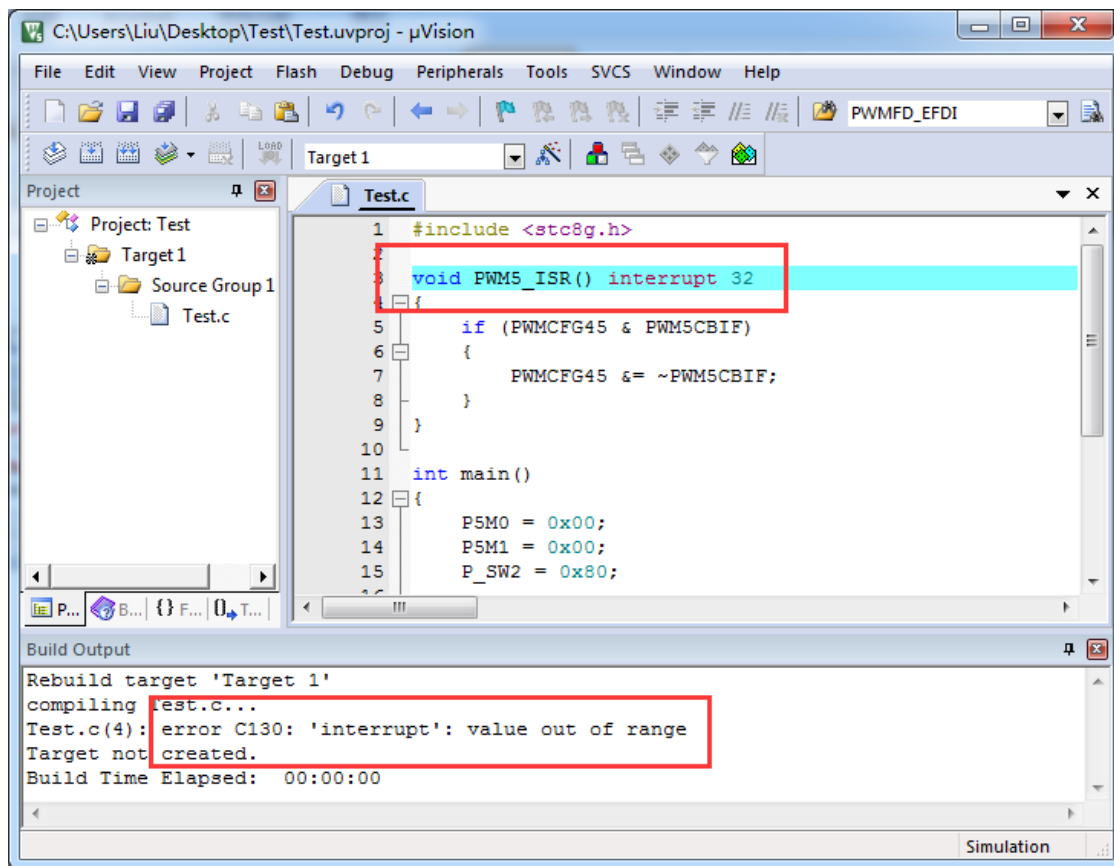 C:\Users\Liu\Desktop\Test\Test.uvproj - µVision
File Edit View Project Flash Debug Peripherals Tools SVCS Window Help
PWMFD_EFDI
LOAD
Target 1
Project
Project: Test
Target 1
Source Group 1
Test.c
P... B... {} F... 0 T...
Test.c
1 #include <stc8g.h>
2
3 void PWM5_ISR() interrupt 32
4 {
5 if (PWMCFG45 & PWM5CBIF)
6 {
7 PWMCFG45 &= ~PWM5CBIF;
8 }
9 }
10
11 int main()
12 {
13 P5M0 = 0x00;
14 P5M1 = 0x00;
15 P_SW2 = 0x80;
Build Output
Rebuild target 'Target 1'
compiling Test.c...
Test.c(4): error C130: 'interrupt': value out of range
Target not created.
Build Time Elapsed: 00:00:00
Simulation